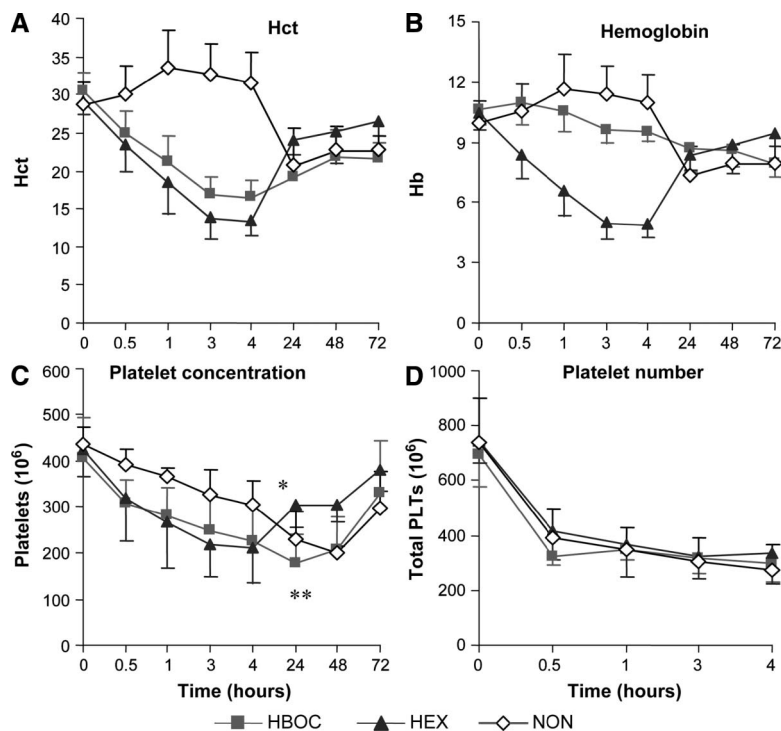 A
Hct
40
35
30
25
20
15
10
5
0
Hct
0 0.5 1 3 4 24 48 72
B
Hemoglobin
15
12
9
6
3
0
Hb
0 0.5 1 3 4 24 48 72
C
Platelet concentration
600
500
400
300
200
100
0
Platelets (10⁶)
*
**
0 0.5 1 3 4 24 48 72
Time (hours)
D
Platelet number
1000
800
600
400
200
0
Total PLTs (10⁶)
0 0.5 1 3 4
Time (hours)
HBOC HEX NON